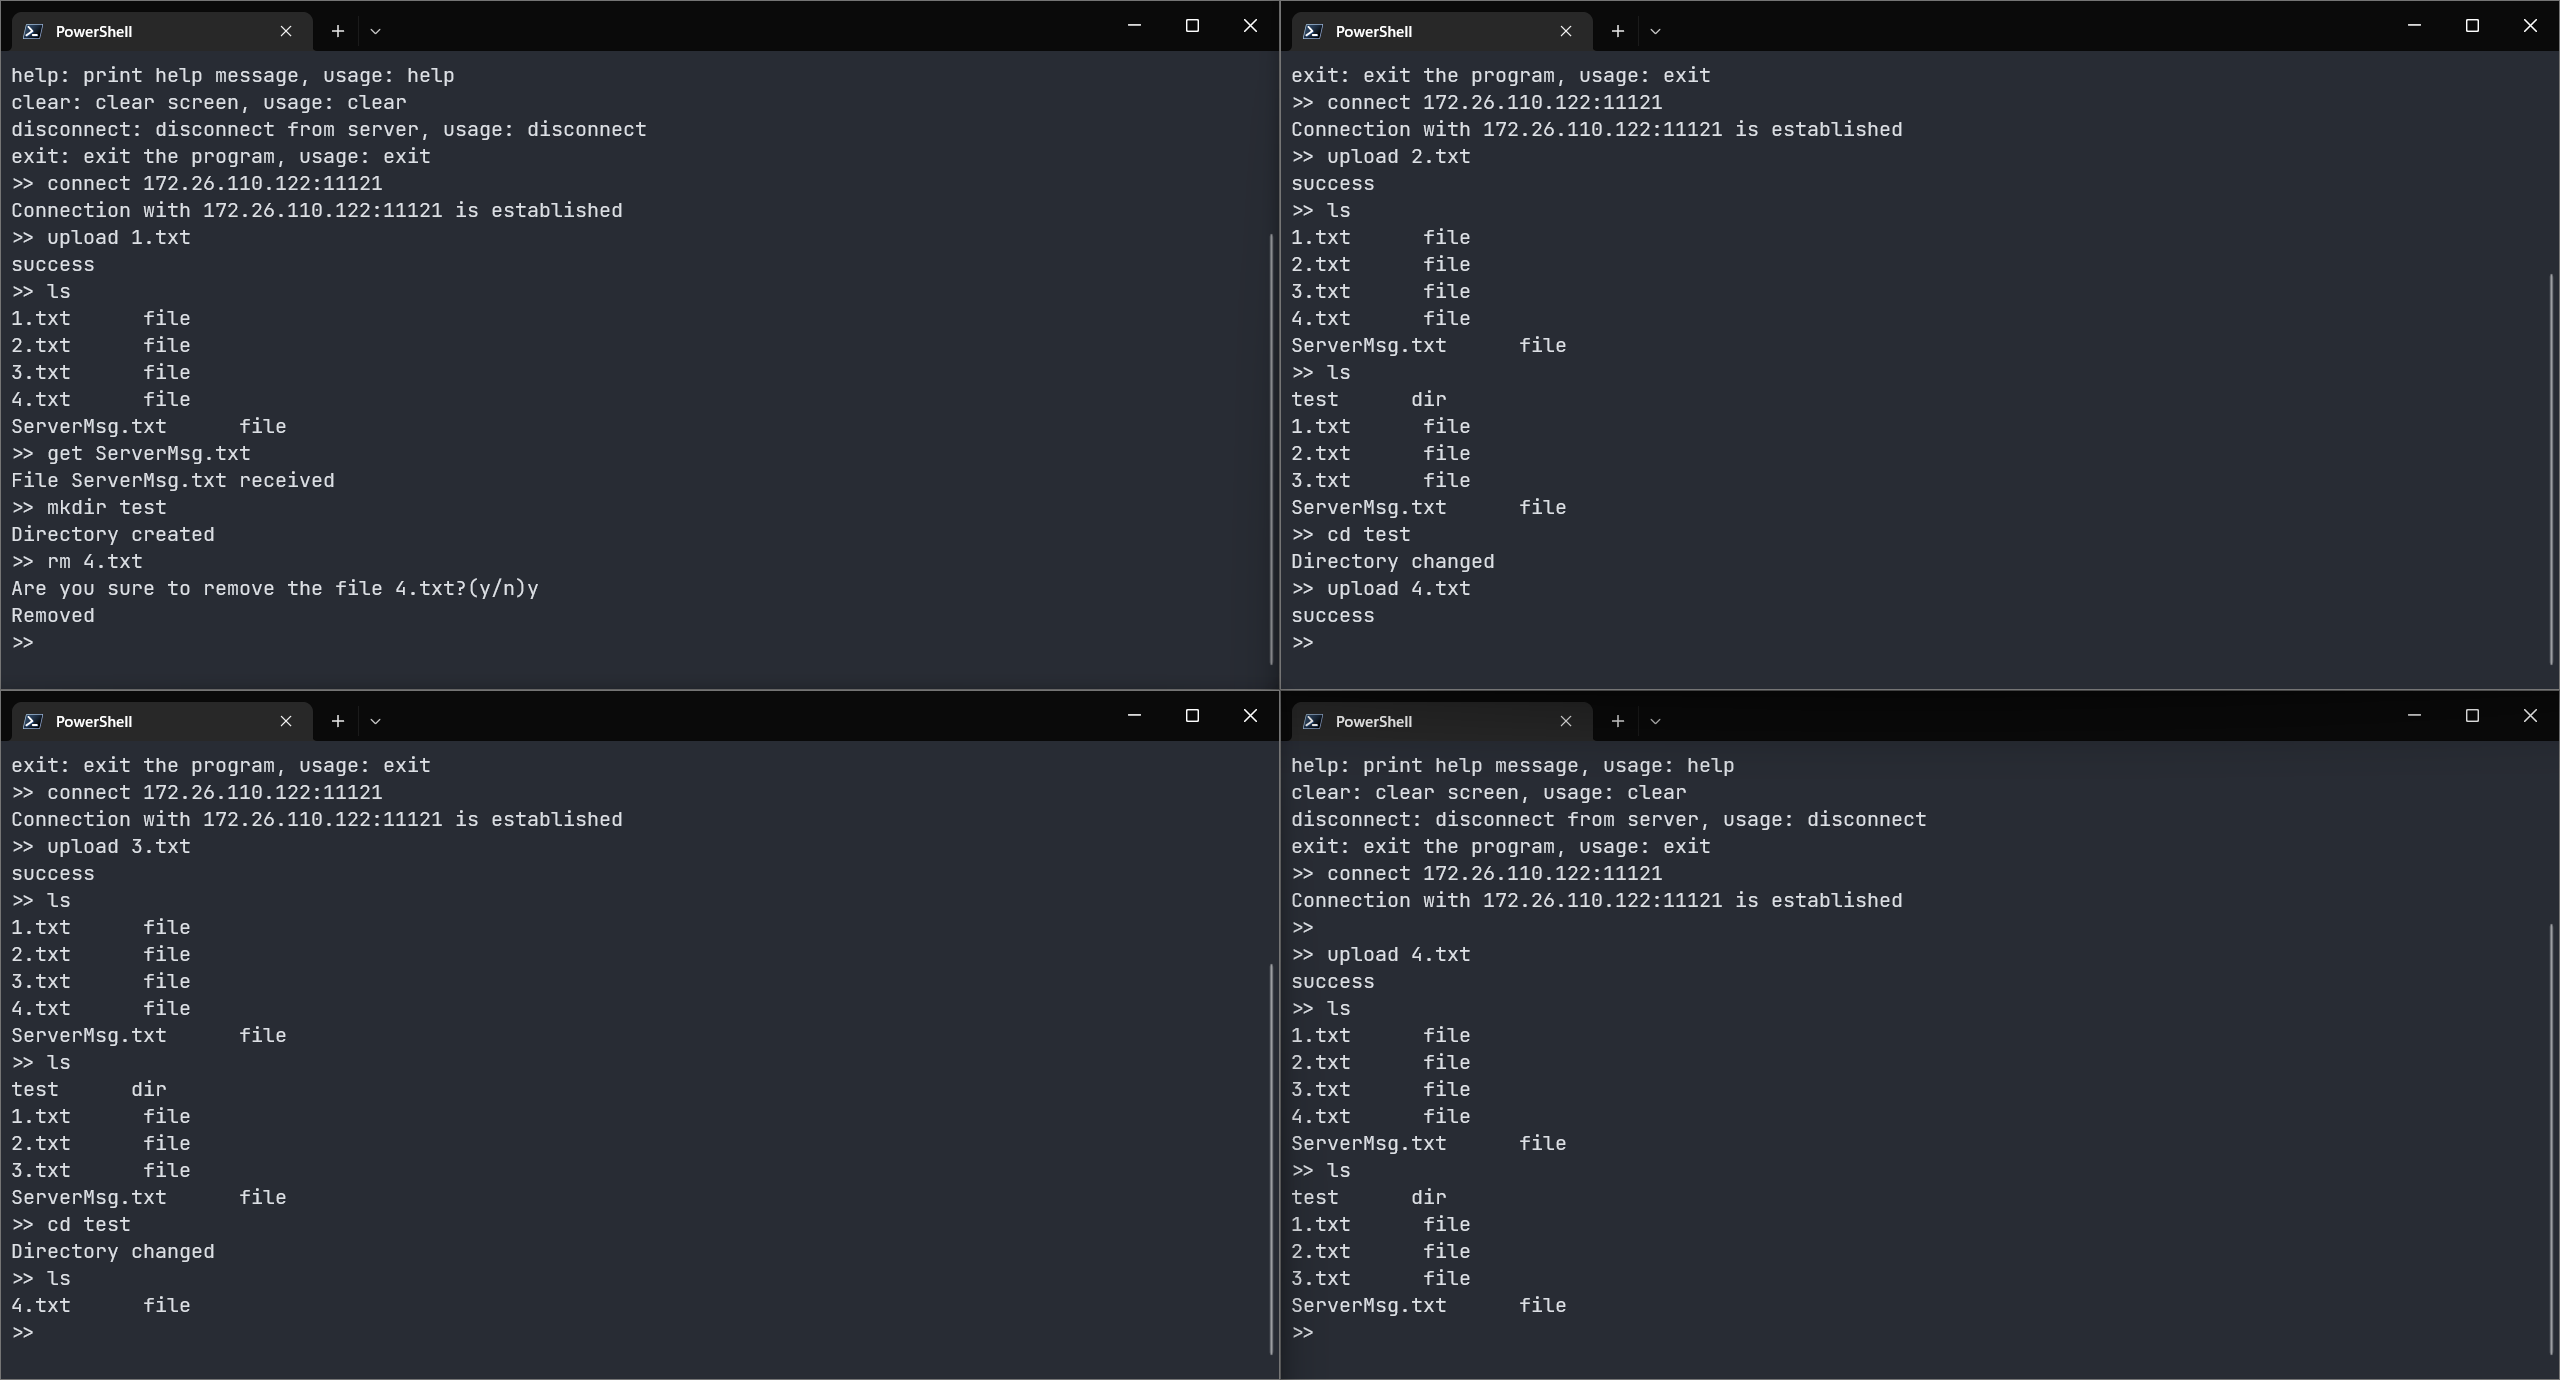 PowerShell
help: print help message, usage: help
clear: clear screen, usage: clear
disconnect: disconnect from server, usage: disconnect
exit: exit the program, usage: exit
>> connect 172.26.110.122:11121
Connection with 172.26.110.122:11121 is established
>> upload 1.txt
success
>> ls
1.txt      file
2.txt      file
3.txt      file
4.txt      file
ServerMsg.txt      file
>> get ServerMsg.txt
File ServerMsg.txt received
>> mkdir test
Directory created
>> rm 4.txt
Are you sure to remove the file 4.txt?(y/n)y
Removed
>>
PowerShell
exit: exit the program, usage: exit
>> connect 172.26.110.122:11121
Connection with 172.26.110.122:11121 is established
>> upload 2.txt
success
>> ls
1.txt      file
2.txt      file
3.txt      file
4.txt      file
ServerMsg.txt      file
>> ls
test      dir
1.txt      file
2.txt      file
3.txt      file
ServerMsg.txt      file
>> cd test
Directory changed
>> upload 4.txt
success
>>
PowerShell
exit: exit the program, usage: exit
>> connect 172.26.110.122:11121
Connection with 172.26.110.122:11121 is established
>> upload 3.txt
success
>> ls
1.txt      file
2.txt      file
3.txt      file
4.txt      file
ServerMsg.txt      file
>> ls
test      dir
1.txt      file
2.txt      file
3.txt      file
ServerMsg.txt      file
>> cd test
Directory changed
>> ls
4.txt      file
>>
PowerShell
help: print help message, usage: help
clear: clear screen, usage: clear
disconnect: disconnect from server, usage: disconnect
exit: exit the program, usage: exit
>> connect 172.26.110.122:11121
Connection with 172.26.110.122:11121 is established
>>
>> upload 4.txt
success
>> ls
1.txt      file
2.txt      file
3.txt      file
4.txt      file
ServerMsg.txt      file
>> ls
test      dir
1.txt      file
2.txt      file
3.txt      file
ServerMsg.txt      file
>>